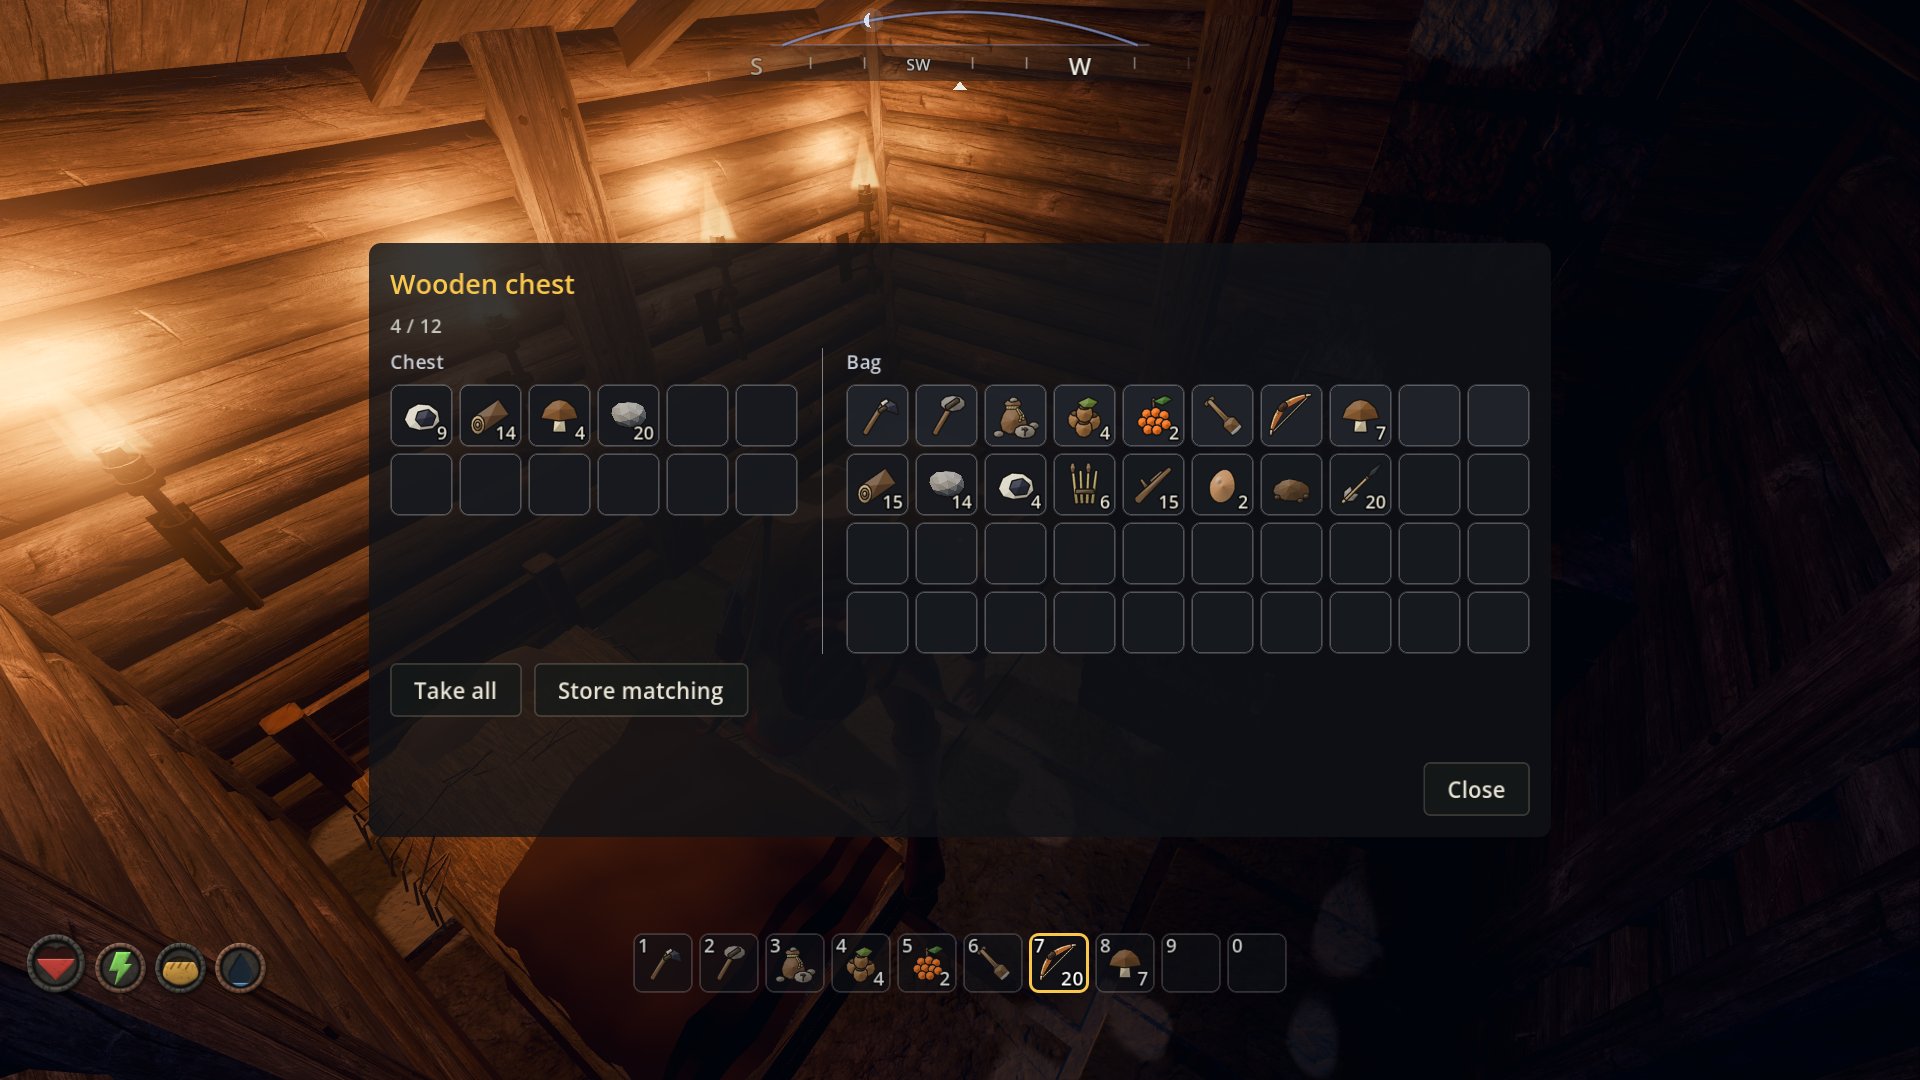 S SW W
Wooden chest
4 / 12
Chest
Bag
9 14 4 20
4 2 7
15 14 4 6 15 2 20
Take all
Store matching
Close
1 2 3 4 4 5 2 6 7 20 8 7 9 0